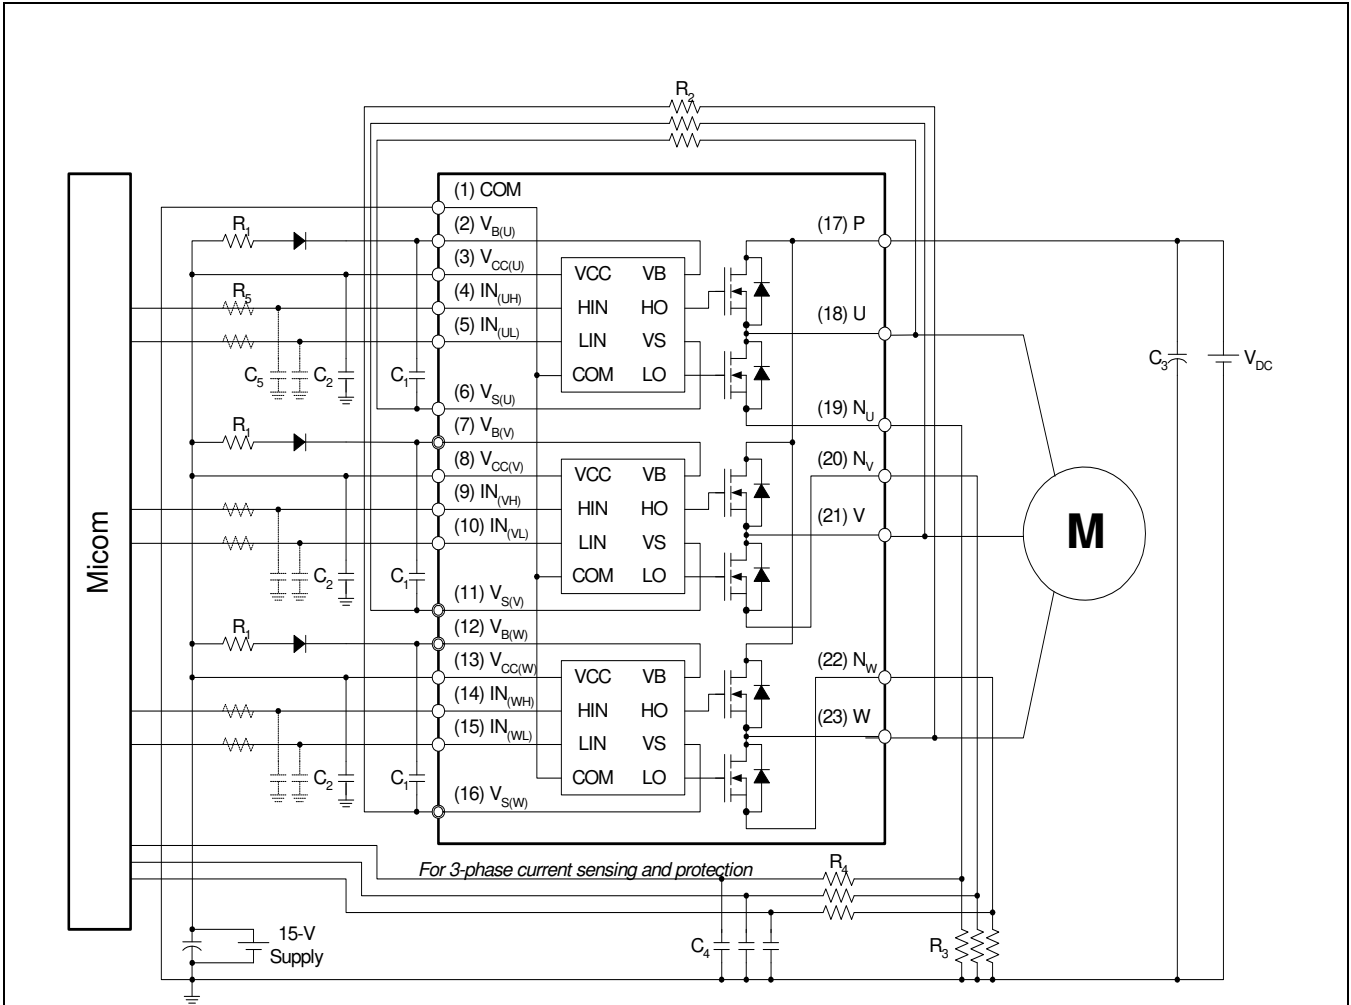 R2
(1) COM
R1
(2) VB(U)
(17) P
(3) VCC(U)
VCC VB
R5
(4) IN(UH)
HIN HO
(5) IN(UL)
(18) U
LIN VS
C3
VDC
C5
C2
C1
COM LO
(6) VS(U)
(19) NU
R1
(7) VB(V)
(8) VCC(V)
(20) NV
VCC VB
(9) IN(VH)
HIN HO
(10) IN(VL)
(21) V
M
LIN VS
Micom
C2
C1
COM LO
(11) VS(V)
R1
(12) VB(W)
(13) VCC(W)
(22) NW
VCC VB
(14) IN(WH)
HIN HO
(15) IN(WL)
(23) W
LIN VS
C2
C1
COM LO
(16) VS(W)
For 3-phase current sensing and protection
R4
15-V
Supply
C4
R3